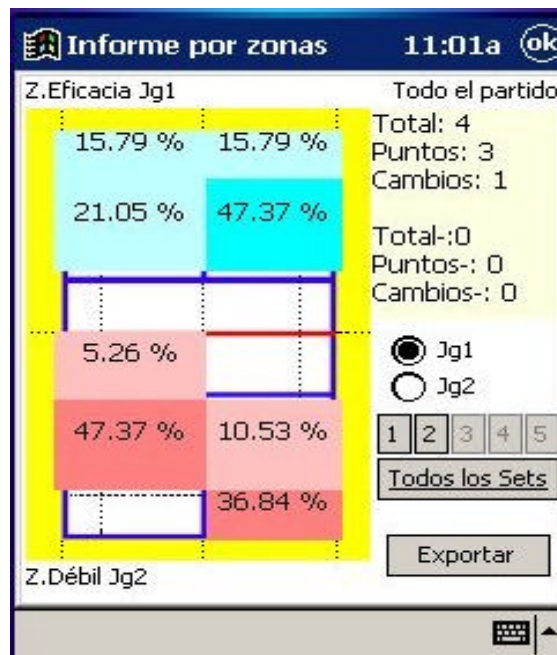 Informe por zonas 11:01a ok
Z.Eficacia Jg1 Todo el partido
15.79 % 15.79 %
21.05 % 47.37 %
Total: 4
Puntos: 3
Cambios: 1
Total-:0
Puntos-: 0
Cambios-: 0
5.26 %
47.37 % 10.53 %
36.84 %
Jg1
Jg2
1 2 3 4 5
Todos los Sets
Exportar
Z.Débil Jg2